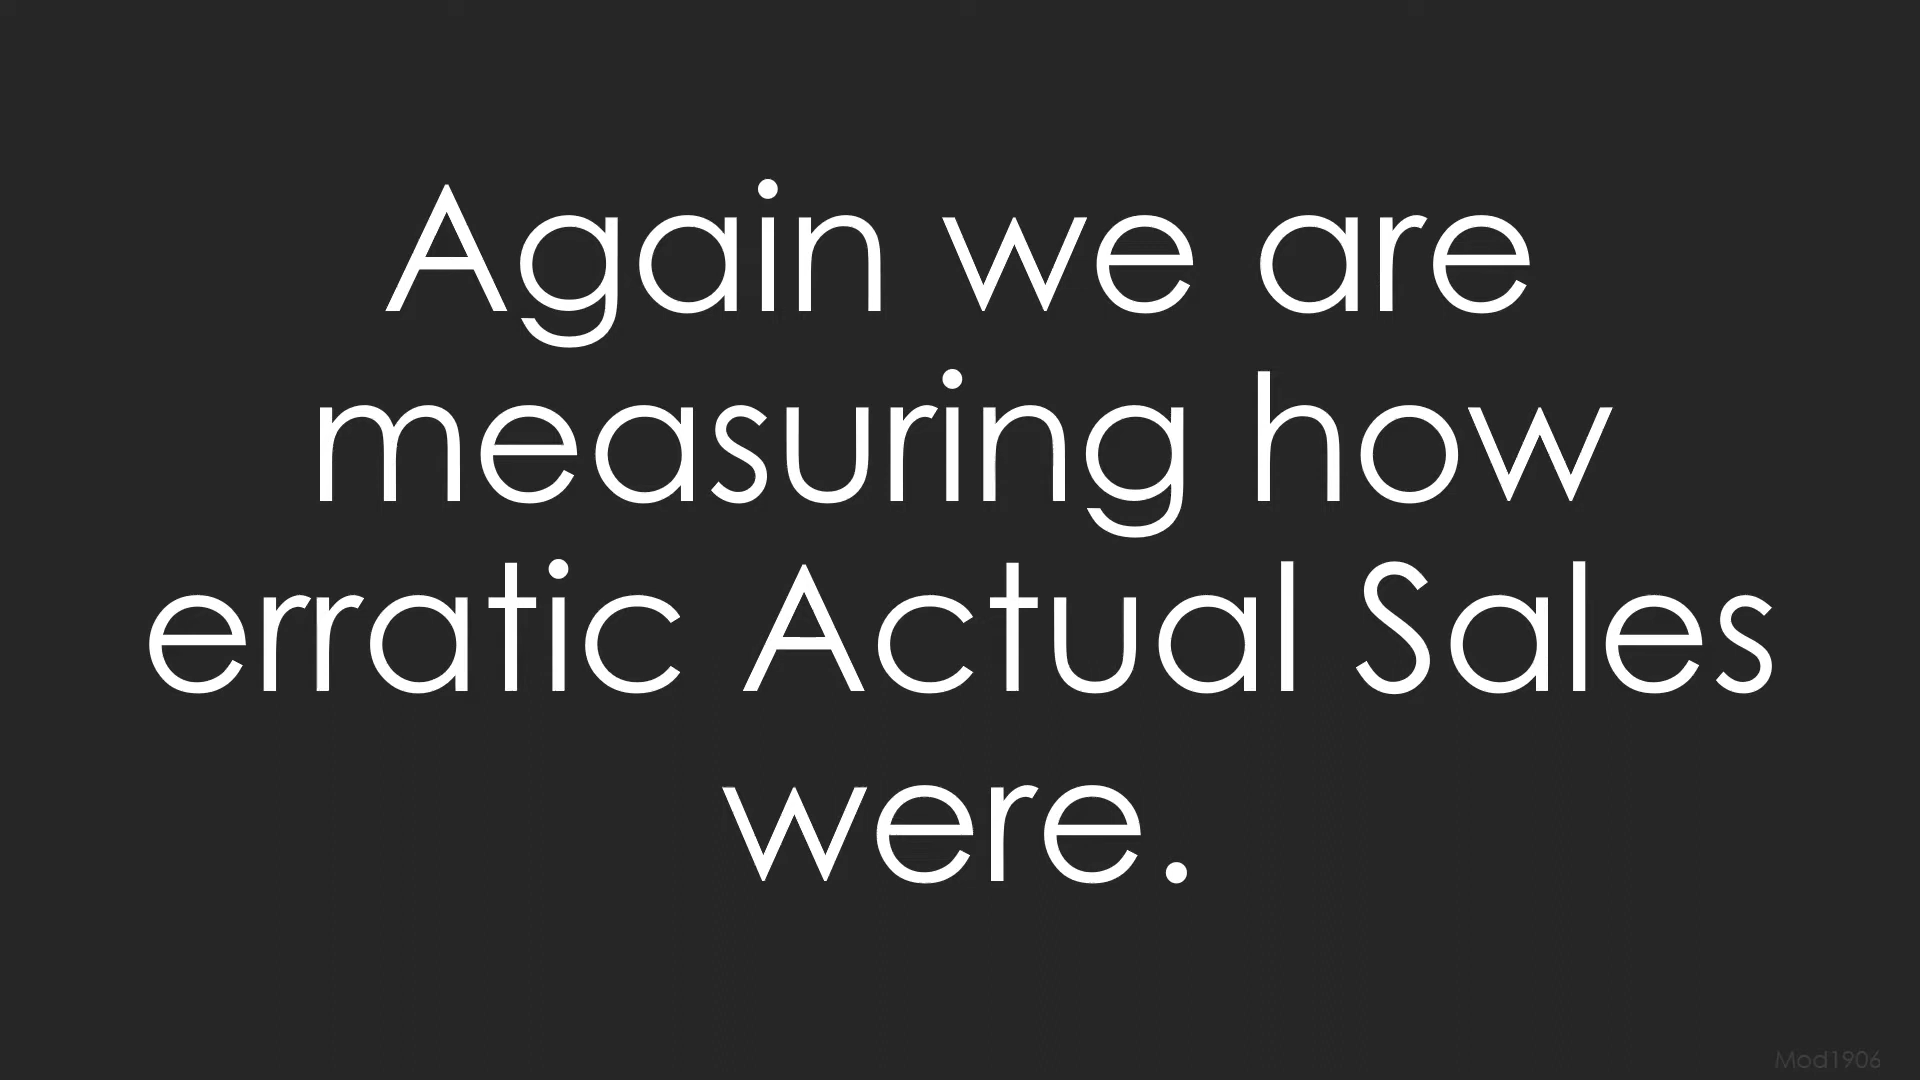 Again we are
measuring how
erratic Actual Sales
were.
Mod1906